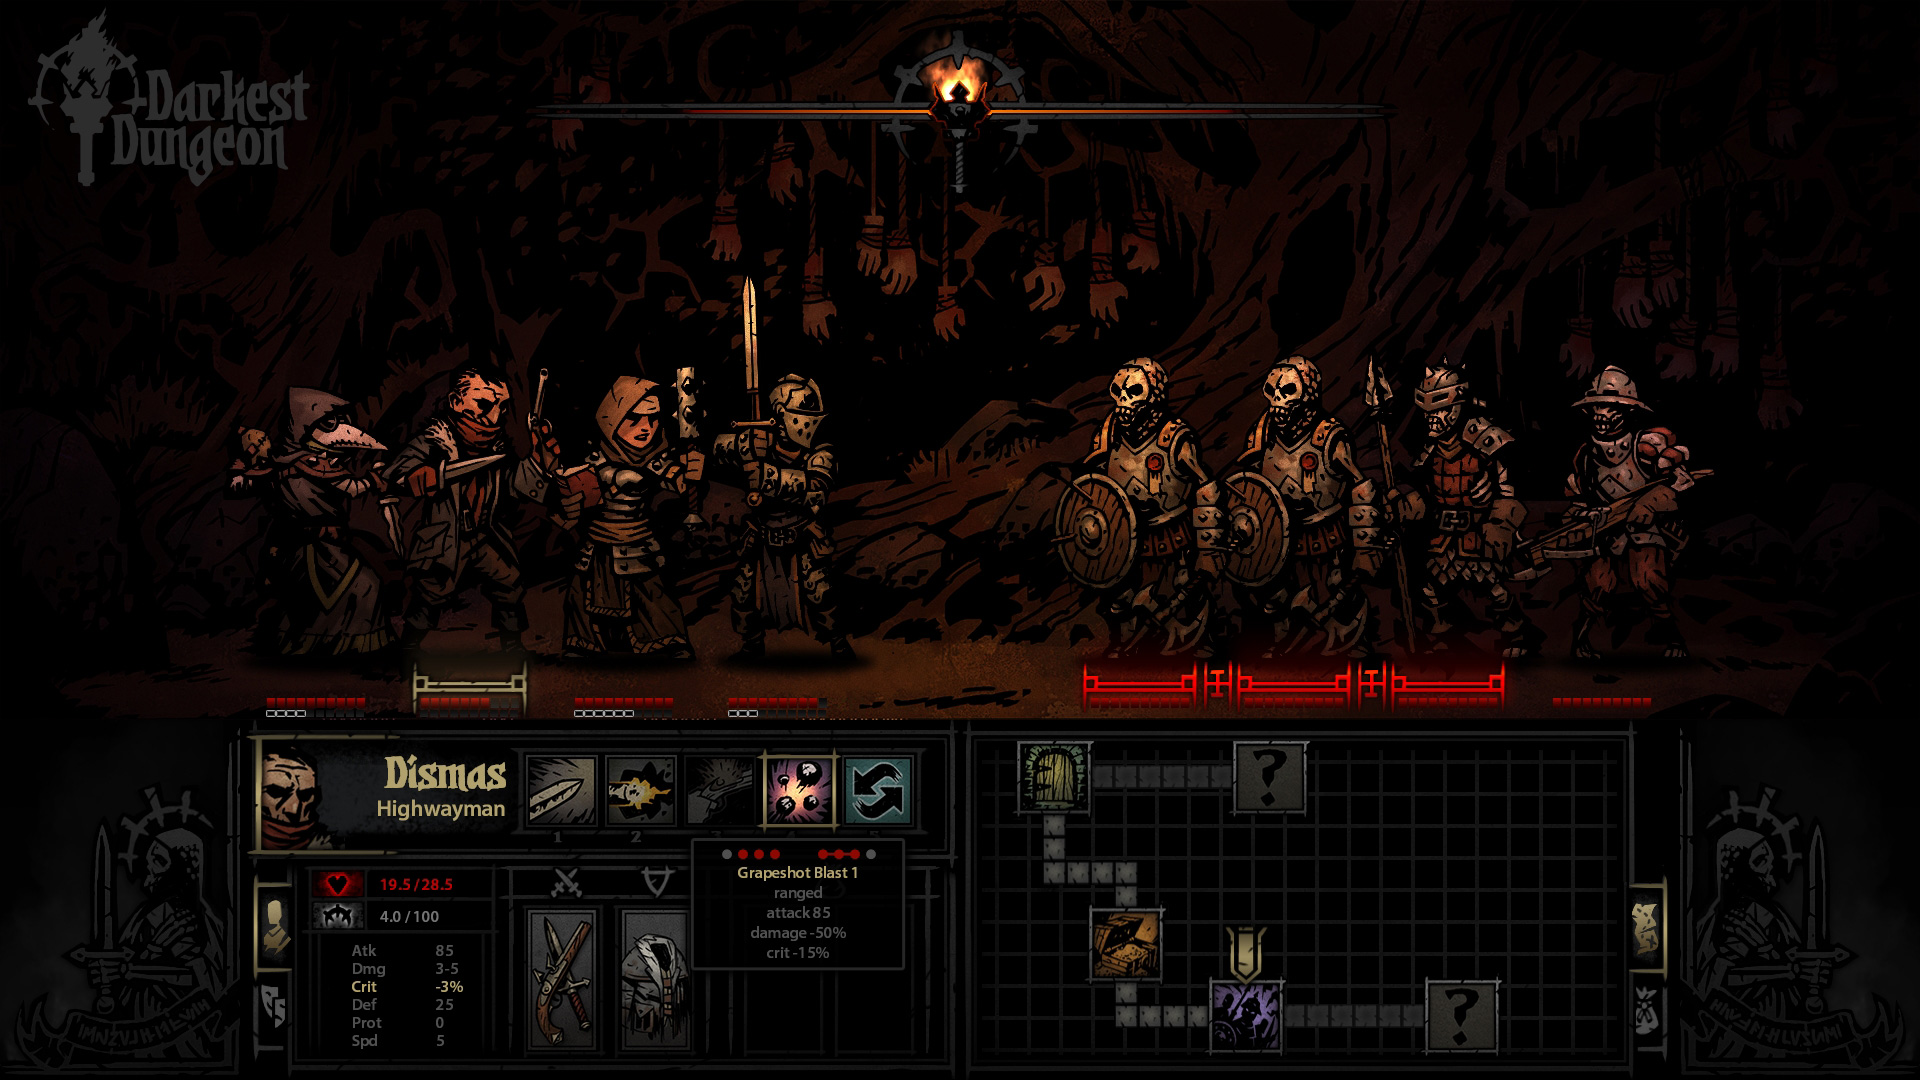 Darkest
Dungeon
Dismas
Highwayman
1
2
Grapeshot Blast 1
ranged
attack 85
damage -50%
crit -15%
19.5/28.5
4.0 / 100
Atk 85
Dmg 3-5
Crit -3%
Def 25
Prot 0
Spd 5
?
?